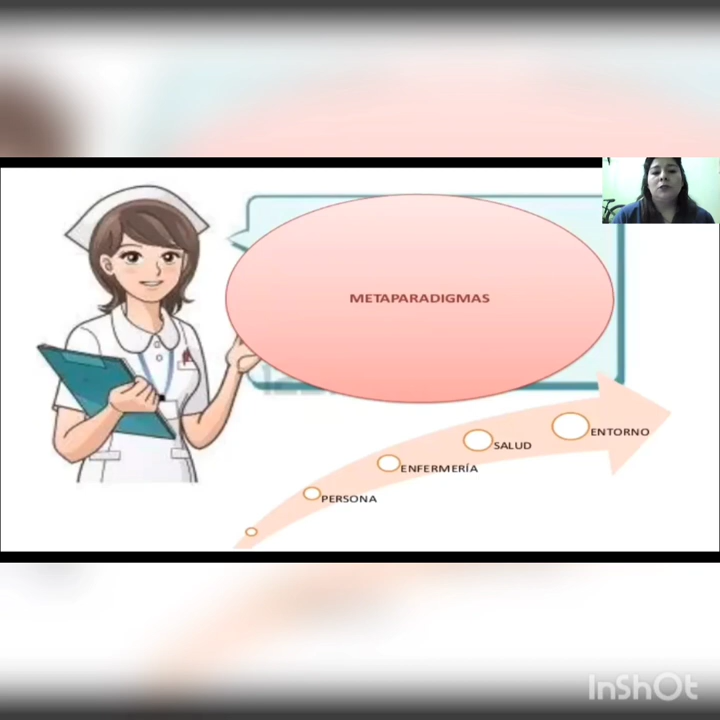 METAPARADIGMAS
ENTORNO
SALUD
ENFERMERÍA
PERSONA
InShOt